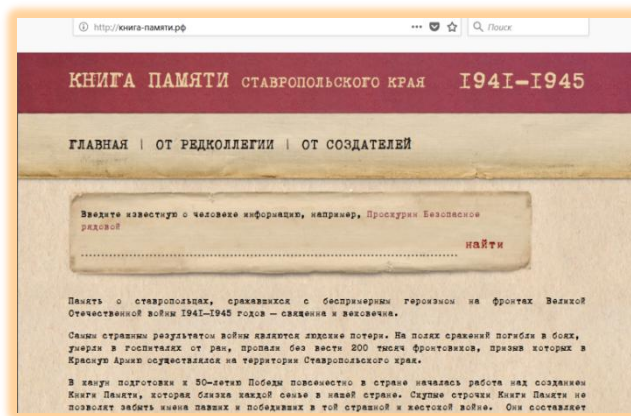 http://книга-памяти.рф
Поиск
КНИГА ПАМЯТИ СТАВРОПОЛЬСКОГО КРАЯ 1941—1945
ГЛАВНАЯ | ОТ РЕДКОЛЛЕГИИ | ОТ СОЗДАТЕЛЕЙ
Введите известную о человеке информацию, например, Проскурин Безопасное
рядовой
найти
Память о ставропольцах, сражавшихся с беспримерным героизмом на фронтах Великой
Отечественной войны 1941—1945 годов — священна и вековечна.
Самым страшным результатом войны являются людские потери. На полях сражений погибли в боях,
умерли в госпиталях от ран, пропали без вести 200 тысяч фронтовиков, призыв которых в
Красную Армию осуществлялся на территории Ставропольского края.
В канун подготовки к 50-летию Победы повсеместно в стране началась работа над созданием
Книги Памяти, которая близка каждой семье в нашей стране. Скупые строчки Книги Памяти не
позволят забыть имена павших и победивших в той страшной и жестокой войне. Они составляет